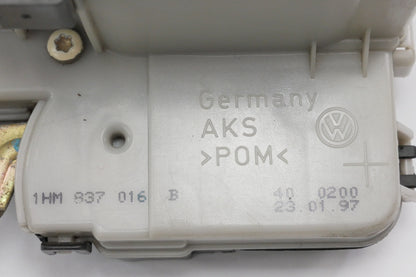 Germany
AKS
>POM<
1HM 837 016 B 40 0200
23.01.97